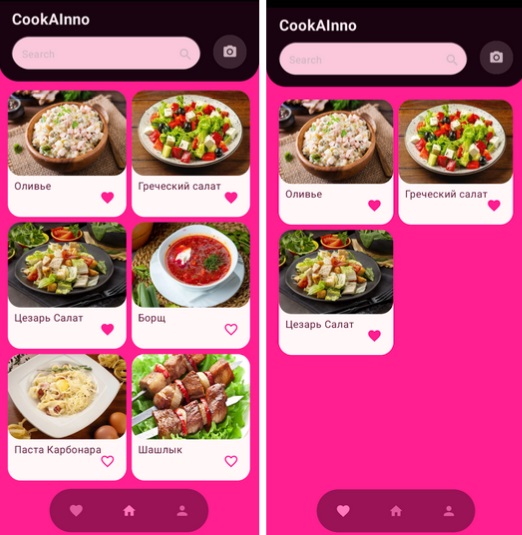 CookAInno
Search
Оливье
Греческий салат
Цезарь Салат
Борщ
Паста Карбонара
Шашлык
CookAInno
Search
Оливье
Греческий салат
Цезарь Салат